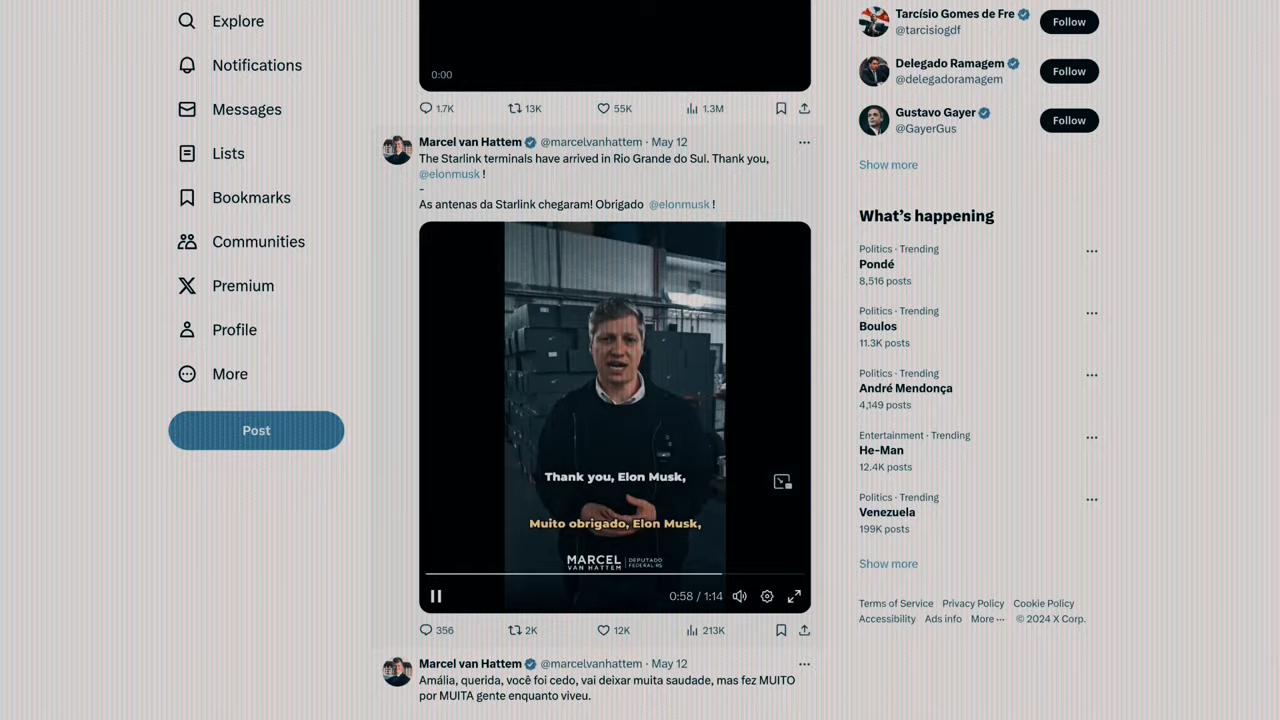 Explore
Notifications
Messages
Lists
Bookmarks
Communities
Premium
Profile
More
Post
0:00
1.7K 13K 55K 1.3M
Marcel van Hattem @marcelvanhattem · May 12
The Starlink terminals have arrived in Rio Grande do Sul. Thank you,
@elonmusk !
-
As antenas da Starlink chegaram! Obrigado @elonmusk !
Thank you, Elon Musk,
Muito obrigado, Elon Musk,
MARCEL
VAN HATTEM
DEPUTADO
FEDERAL RS
0:58 / 1:14
356 2K 12K 213K
Marcel van Hattem @marcelvanhattem · May 12
Amália, querida, você foi cedo, vai deixar muita saudade, mas fez MUITO
por MUITA gente enquanto viveu.
Tarcísio Gomes de Fre
@tarcisiogdf
Follow
Delegado Ramagem
@delegadoramagem
Follow
Gustavo Gayer
@GayerGus
Follow
Show more
What's happening
Politics · Trending
Pondé
8,516 posts
Politics · Trending
Boulos
11.3K posts
Politics · Trending
André Mendonça
4,149 posts
Entertainment · Trending
He-Man
12.4K posts
Politics · Trending
Venezuela
199K posts
Show more
Terms of Service Privacy Policy Cookie Policy
Accessibility Ads info More ··· © 2024 X Corp.